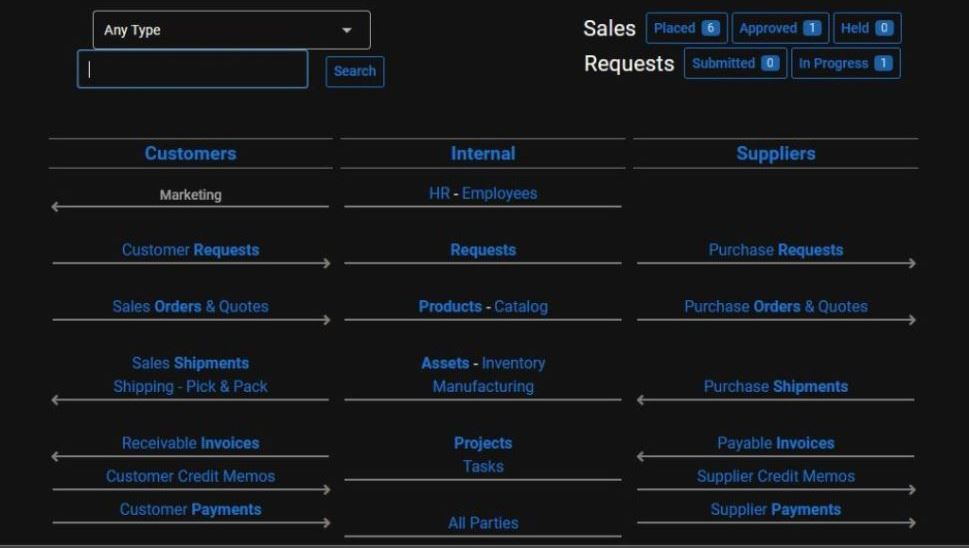 Any Type
Sales Placed 6 Approved 1 Held 0
Search
Requests Submitted 0 In Progress 1
Customers Internal Suppliers
Marketing HR - Employees
Customer Requests Requests Purchase Requests
Sales Orders & Quotes Products - Catalog Purchase Orders & Quotes
Sales Shipments Assets - Inventory
Shipping - Pick & Pack Manufacturing Purchase Shipments
Receivable Invoices Projects Payable Invoices
Tasks
Customer Credit Memos Supplier Credit Memos
Customer Payments Supplier Payments
All Parties